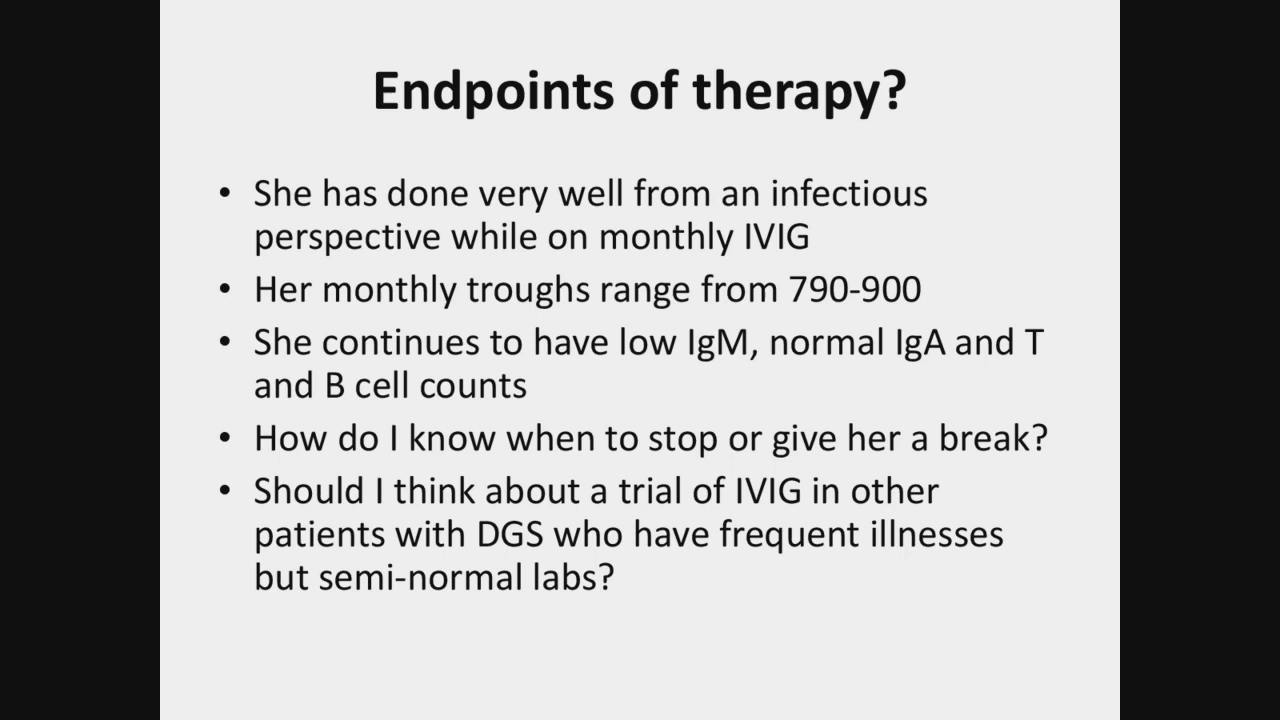 Endpoints of therapy?
• She has done very well from an infectious
perspective while on monthly IVIG
• Her monthly troughs range from 790-900
• She continues to have low IgM, normal IgA and T
and B cell counts
• How do I know when to stop or give her a break?
• Should I think about a trial of IVIG in other
patients with DGS who have frequent illnesses
but semi-normal labs?